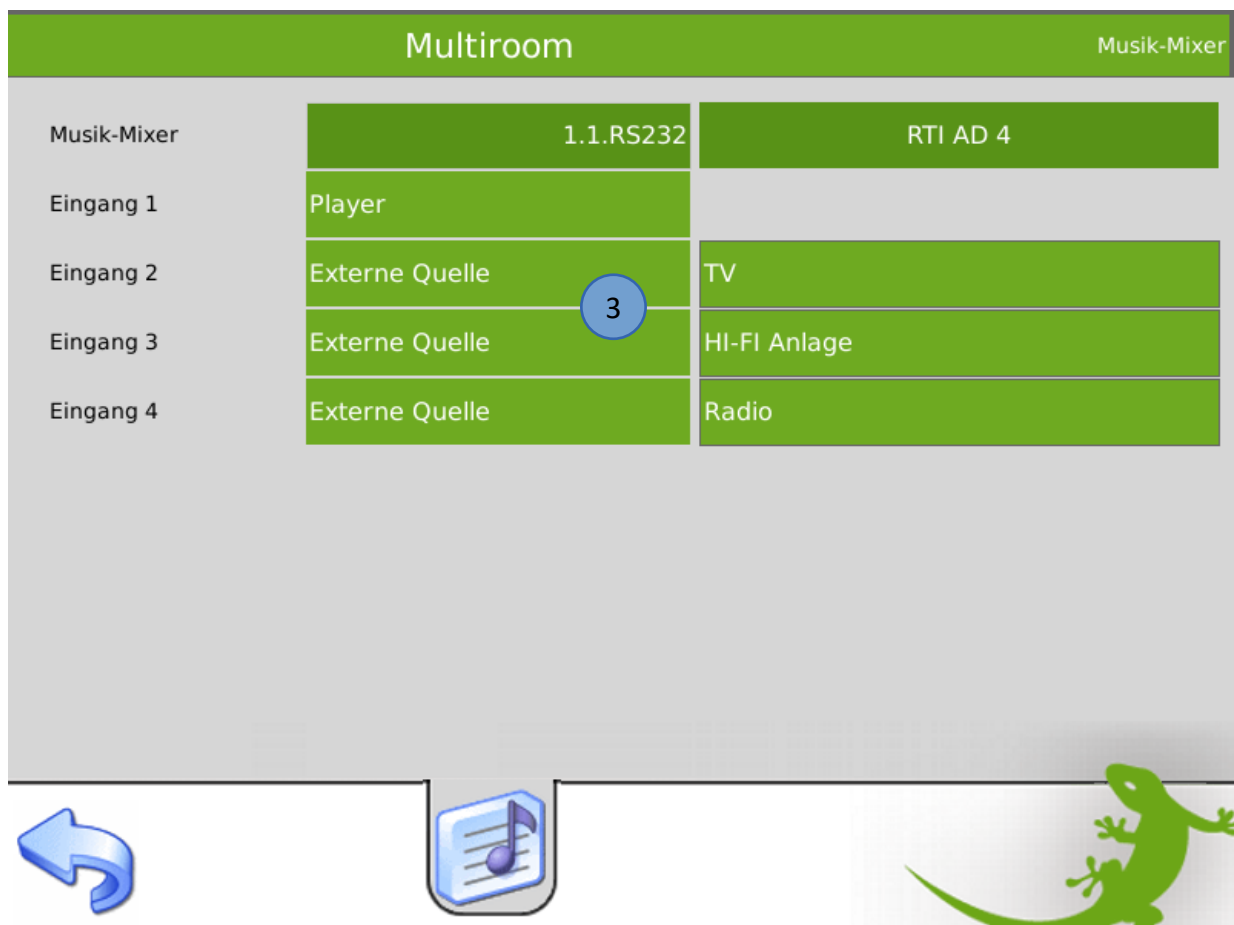 Multiroom Musik-Mixer
Musik-Mixer 1.1.RS232 RTI AD 4
Eingang 1 Player
Eingang 2 Externe Quelle TV
3
Eingang 3 Externe Quelle HI-FI Anlage
Eingang 4 Externe Quelle Radio